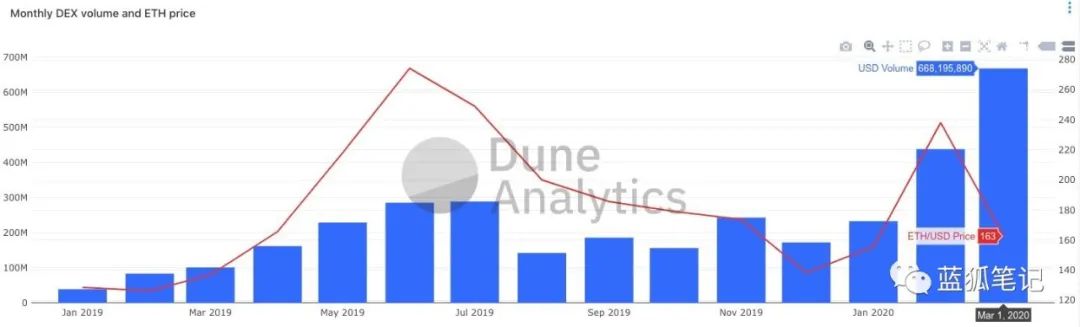 Monthly DEX volume and ETH price
700M
600M
500M
400M
300M
200M
100M
0
280
260
240
220
200
180
160
140
120
USD Volume 668,195,890
Dune
Analytics
ETH/USD Price 163
蓝狐笔记
Jan 2019
Mar 2019
May 2019
Jul 2019
Sep 2019
Nov 2019
Jan 2020
Mar 1, 2020